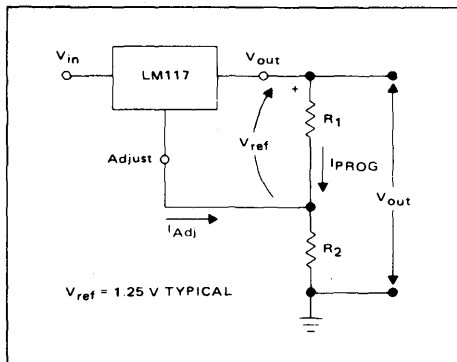 Vin
LM117
Vout
+
R1
Vref
IPROG
Adjust
Vout
IAdj
R2
Vref = 1.25 V TYPICAL